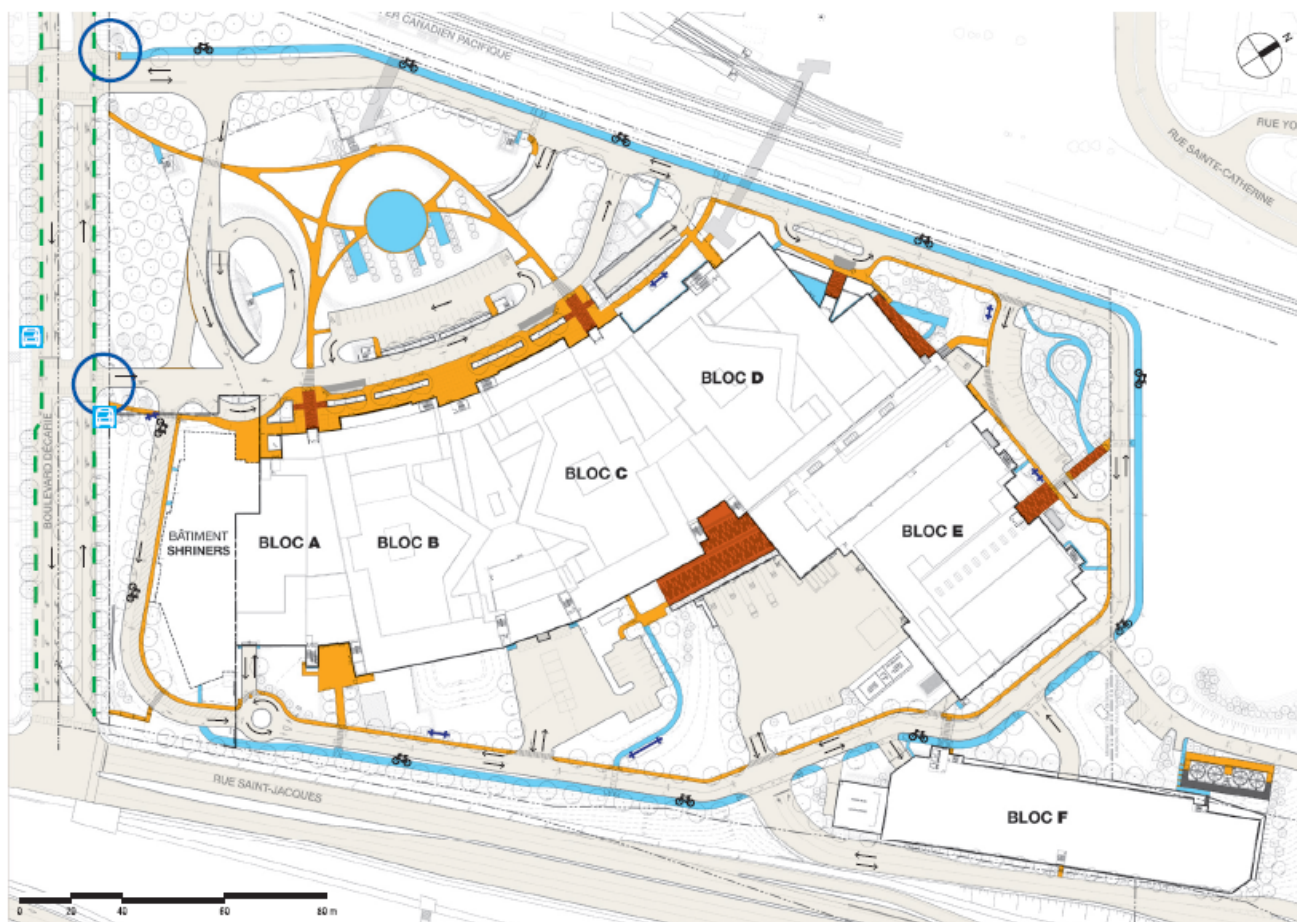 ER CANADIEN PACIFIQUE
N
RUE YO
RUE SAINTE-CATHERINE
BOULEVARD DÉCARIE
BLOC D
BLOC C
BLOC E
BÂTIMENT
SHRINERS
BLOC A
BLOC B
RUE SAINT-JACQUES
BLOC F
0 20 40 60 80 m